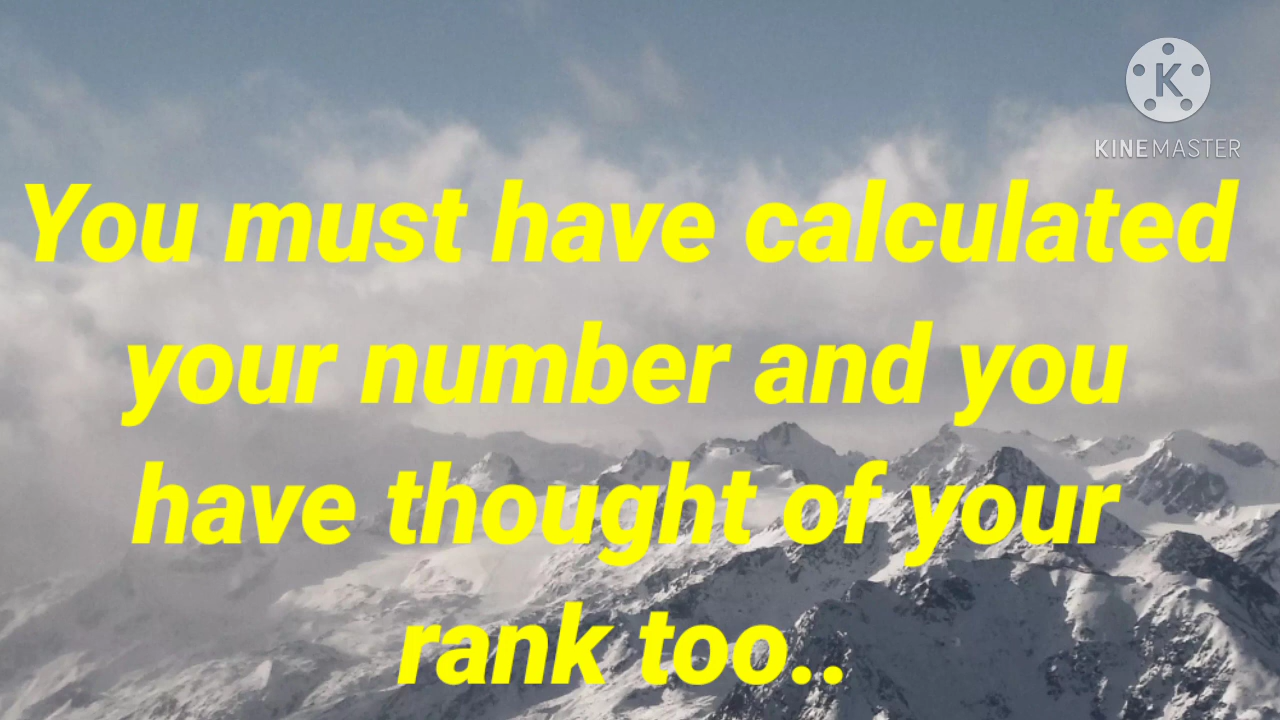 K
KINEMASTER
You must have calculated
your number and you
have thought of your
rank too..